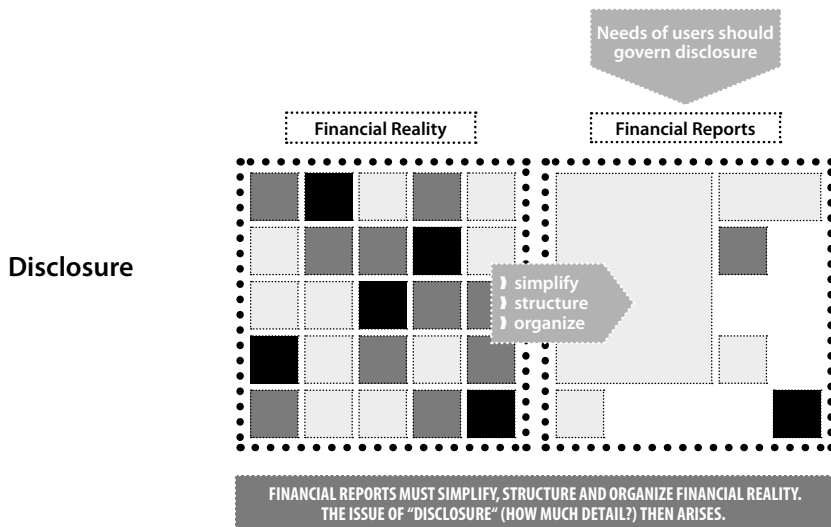 Needs of users should
govern disclosure
Financial Reality
Financial Reports
Disclosure
❫ simplify
❫ structure
❫ organize
FINANCIAL REPORTS MUST SIMPLIFY, STRUCTURE AND ORGANIZE FINANCIAL REALITY.
THE ISSUE OF “DISCLOSURE“ (HOW MUCH DETAIL?) THEN ARISES.